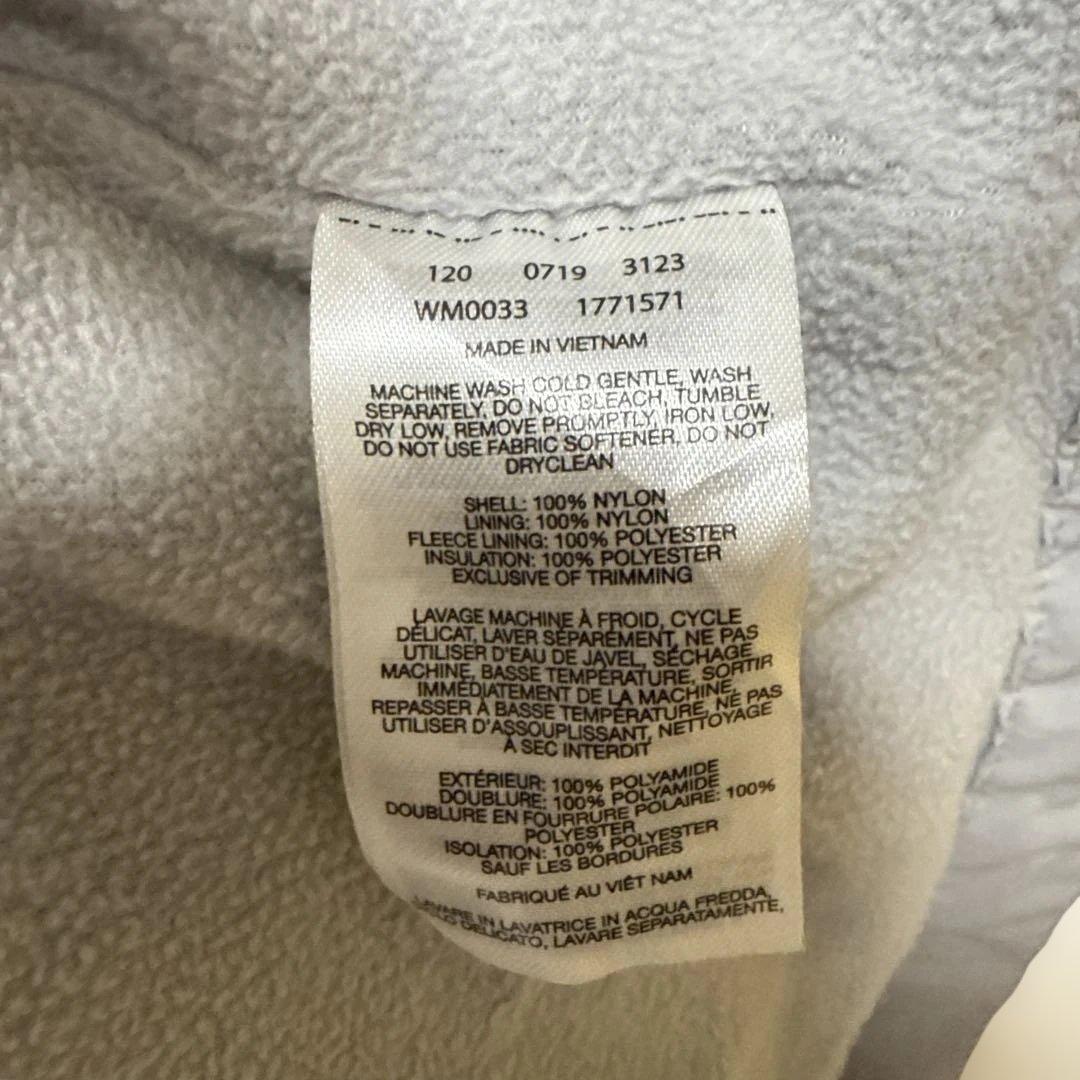 120 0719 3123
WM0033 1771571
MADE IN VIETNAM
MACHINE WASH COLD GENTLE, WASH
SEPARATELY, DO NOT BLEACH, TUMBLE
DRY LOW, REMOVE PROMPTLY, IRON LOW,
DO NOT USE FABRIC SOFTENER, DO NOT
DRYCLEAN
SHELL: 100% NYLON
LINING: 100% NYLON
FLEECE LINING: 100% POLYESTER
INSULATION: 100% POLYESTER
EXCLUSIVE OF TRIMMING
LAVAGE MACHINE À FROID, CYCLE
DÉLICAT, LAVER SÉPARÉMENT, NE PAS
UTILISER D'EAU DE JAVEL, SÉCHAGE
MACHINE, BASSE TEMPÉRATURE, SORTIR
IMMÉDIATEMENT DE LA MACHINE,
REPASSER À BASSE TEMPÉRATURE, NE PAS
UTILISER D'ASSOUPLISSANT, NETTOYAGE
À SEC INTERDIT
EXTÉRIEUR: 100% POLYAMIDE
DOUBLURE: 100% POLYAMIDE
DOUBLURE EN FOURRURE POLAIRE: 100%
POLYESTER
ISOLATION: 100% POLYESTER
SAUF LES BORDURES
FABRIQUÉ AU VIÊT NAM
LAVARE IN LAVATRICE IN ACQUA FREDDA,
DELICATO, LAVARE SEPARATAMENTE,